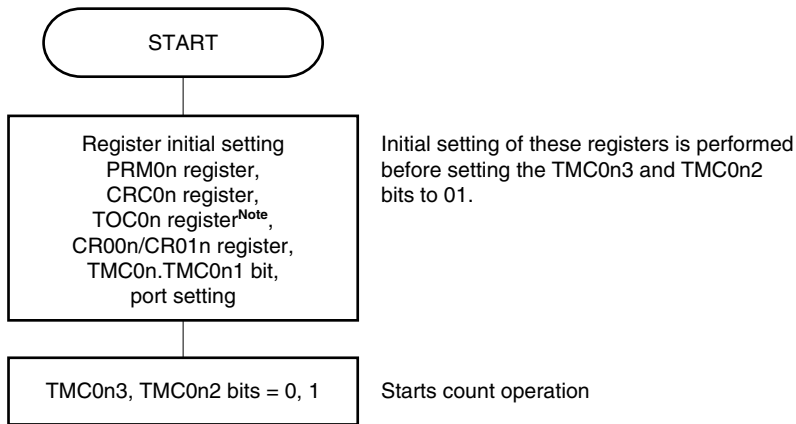 START
Register initial setting
PRM0n register,
CRC0n register,
TOC0n registerNote,
CR00n/CR01n register,
TMC0n.TMC0n1 bit,
port setting
Initial setting of these registers is performed
before setting the TMC0n3 and TMC0n2
bits to 01.
TMC0n3, TMC0n2 bits = 0, 1
Starts count operation